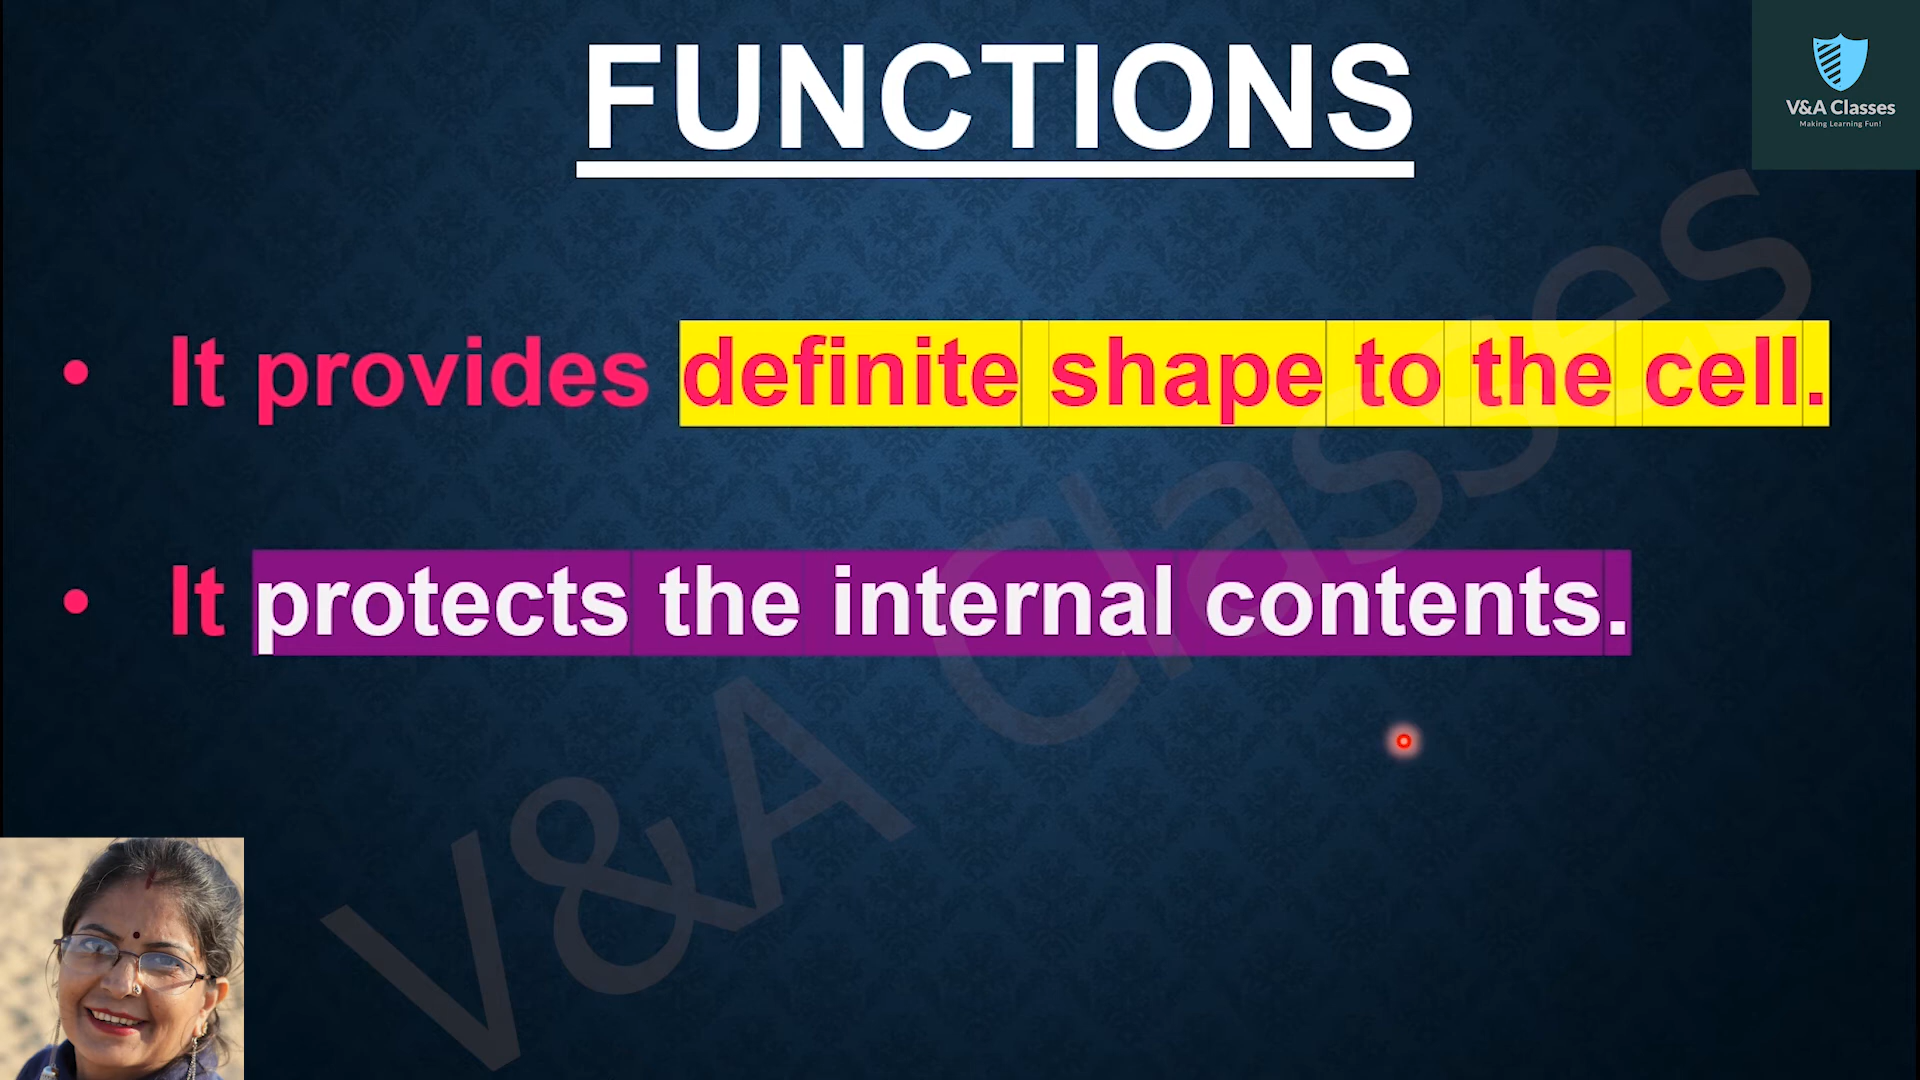 FUNCTIONS
V&A Classes
Making Learning Fun!
• It provides definite shape to the cell.
• It protects the internal contents.
V&A Classes